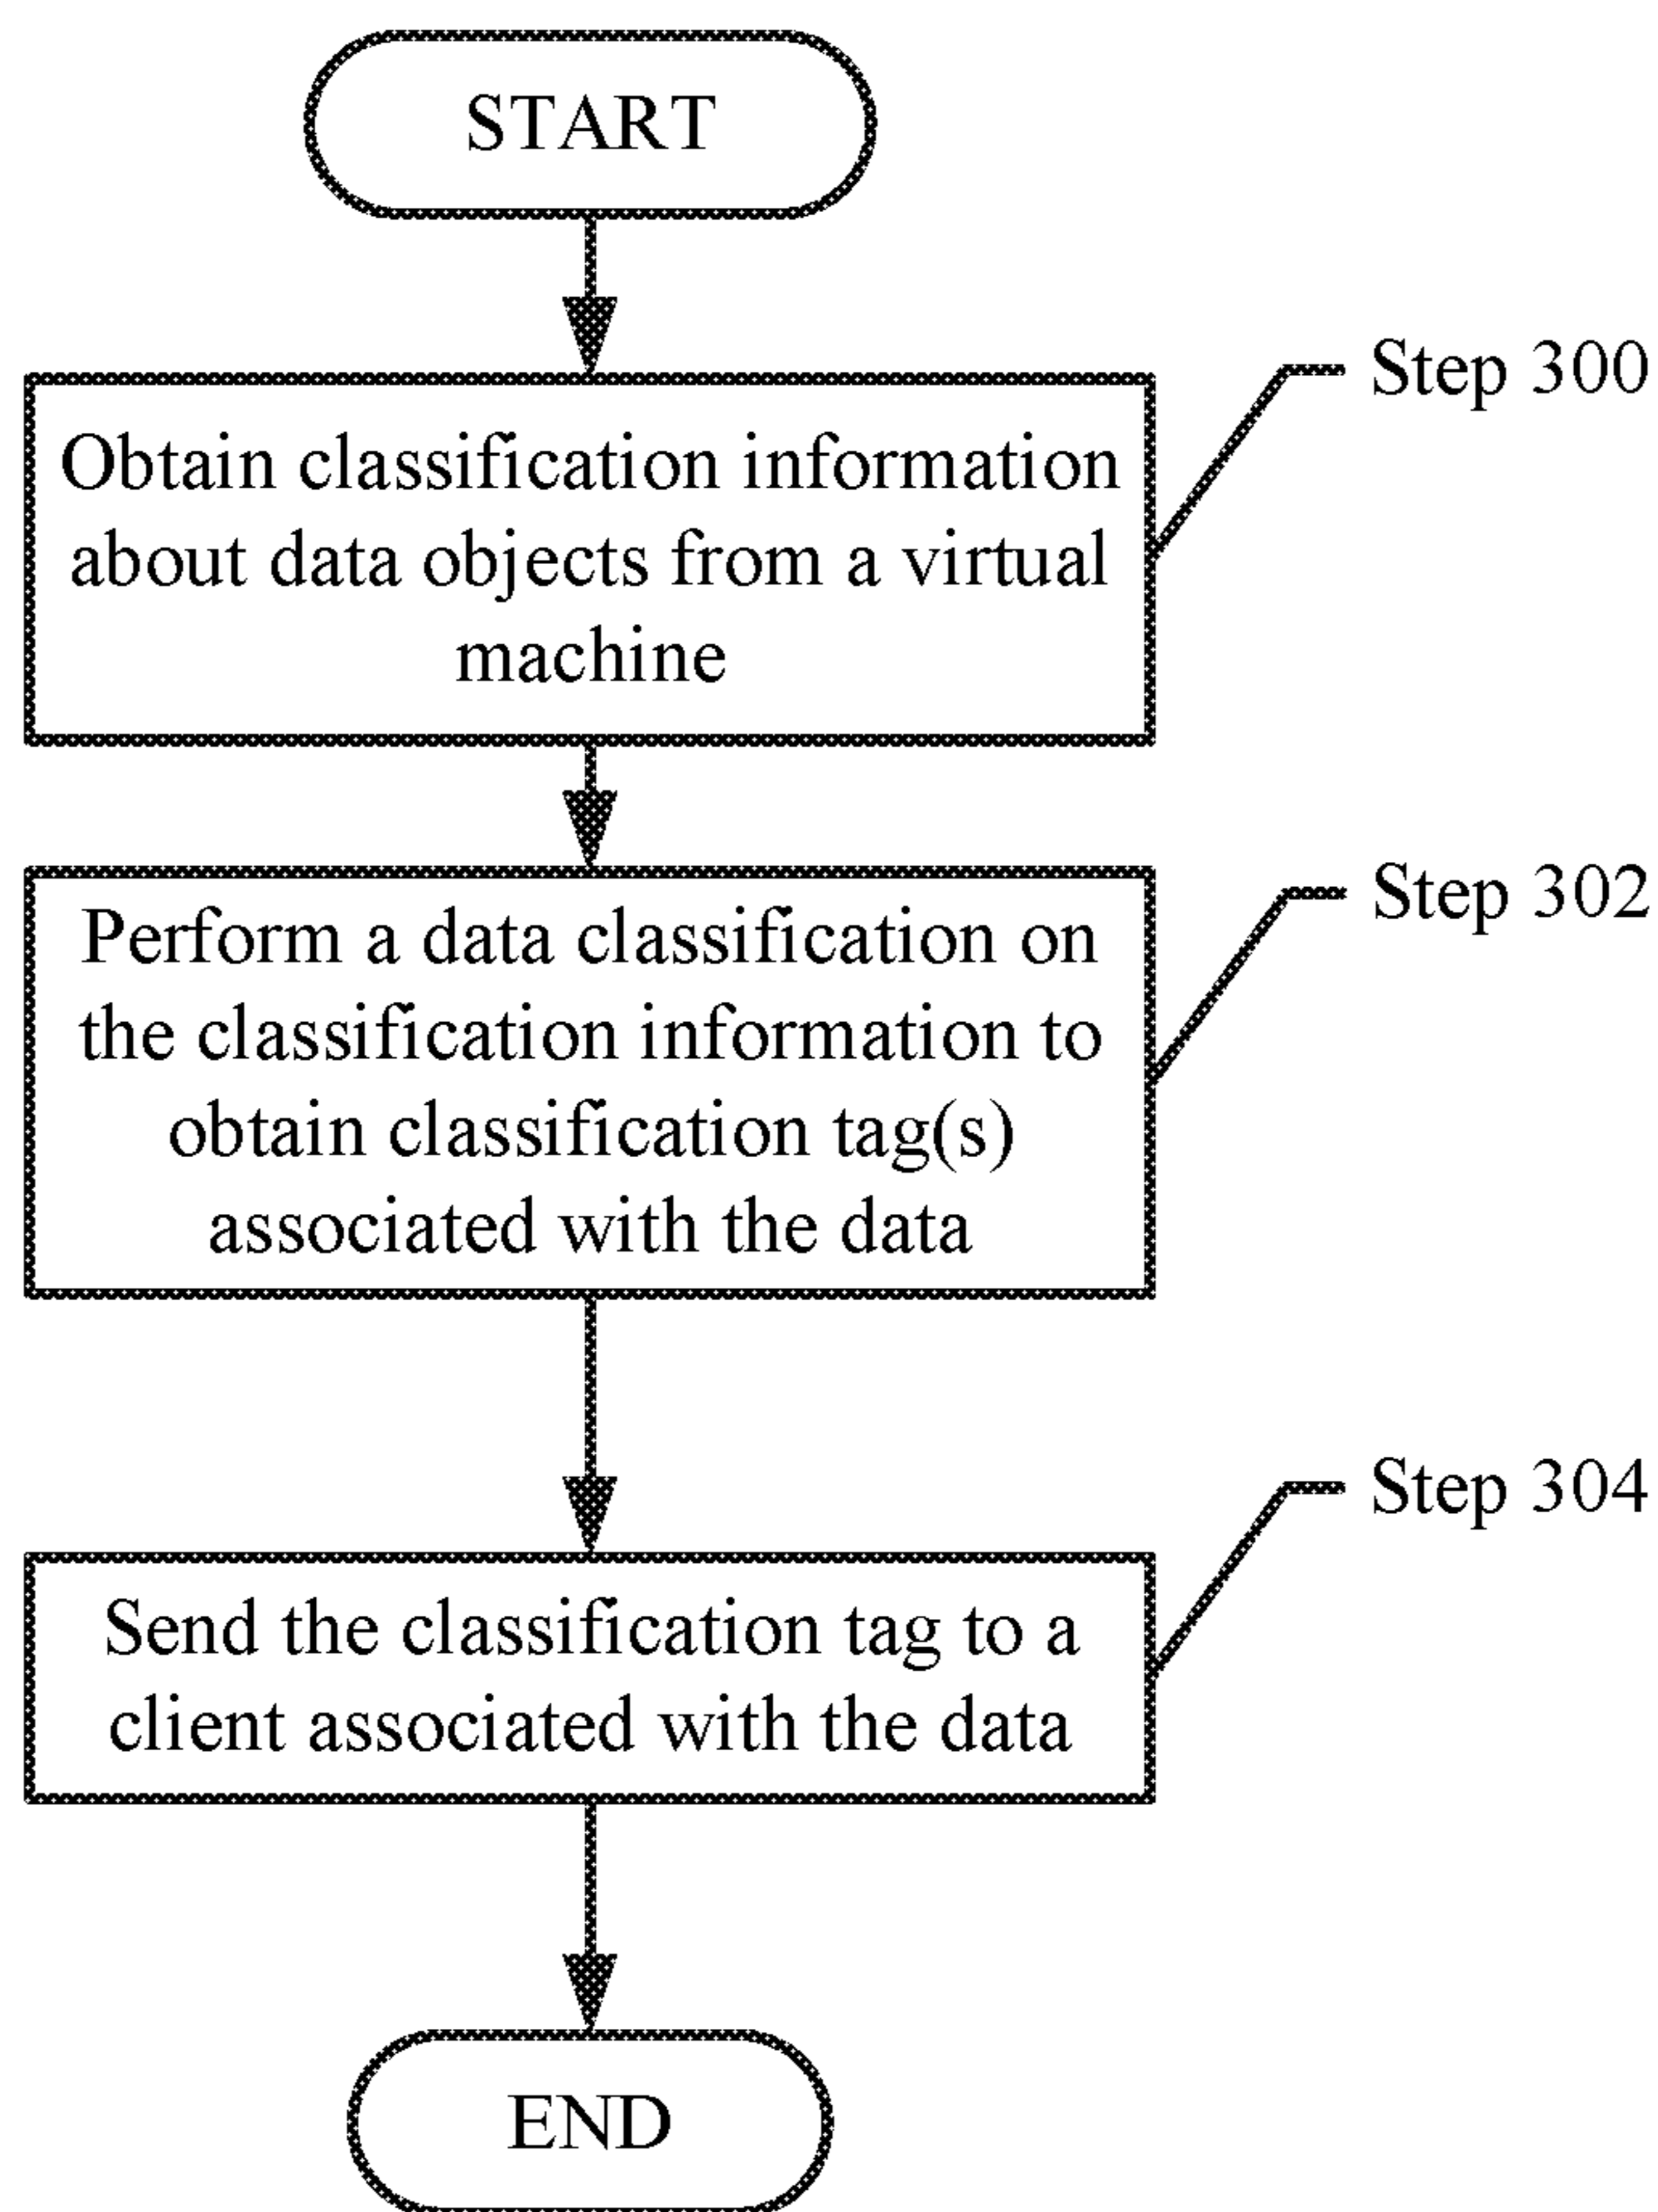 START
Step 300
Obtain classification information
about data objects from a virtual
machine
Step 302
Perform a data classification on
the classification information to
obtain classification tag(s)
associated with the data
Step 304
Send the classification tag to a
client associated with the data
END